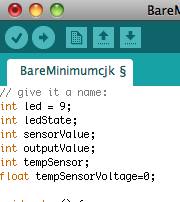 BareM
BareMinimumcjk §
// give it a name:
int led = 9;
int ledState;
int sensorValue;
int outputValue;
int tempSensor;
float tempSensorVoltage=0;